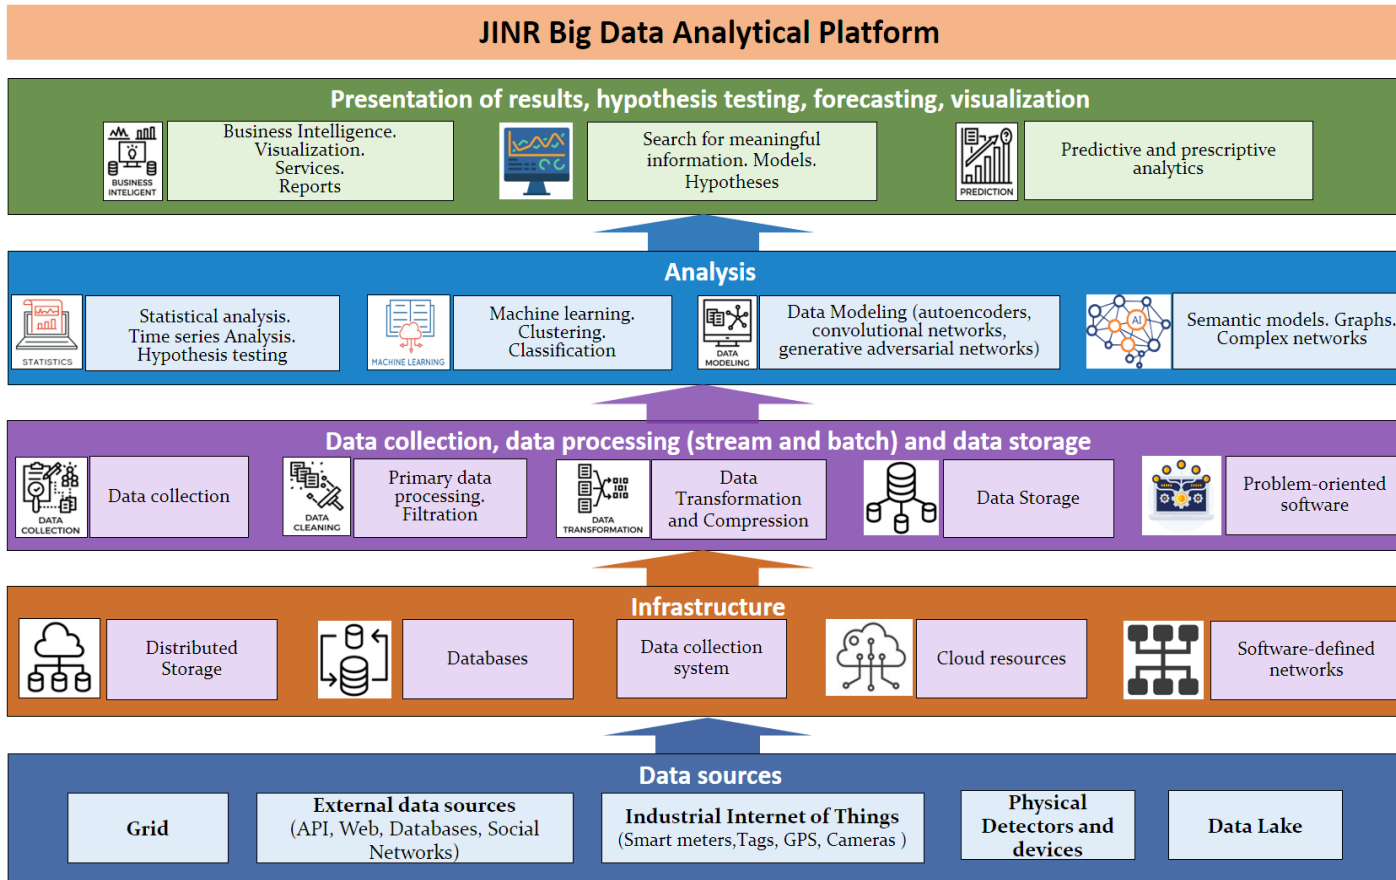 JINR Big Data Analytical Platform
Presentation of results, hypothesis testing, forecasting, visualization
BUSINESS
INTELIGENT
Business Intelligence.
Visualization.
Services.
Reports
Search for meaningful
information. Models.
Hypotheses
PREDICTION
Predictive and prescriptive
analytics
Analysis
STATISTICS
Statistical analysis.
Time series Analysis.
Hypothesis testing
MACHINE LEARNING
Machine learning.
Clustering.
Classification
DATA
MODELING
Data Modeling (autoencoders,
convolutional networks,
generative adversarial networks)
AI
Semantic models. Graphs.
Complex networks
Data collection, data processing (stream and batch) and data storage
DATA
COLLECTION
Data collection
DATA
CLEANING
Primary data
processing.
Filtration
DATA
TRANSFORMATION
Data
Transformation
and Compression
Data Storage
Problem-oriented
software
Infrastructure
Distributed
Storage
Databases
Data collection
system
Cloud resources
Software-defined
networks
Data sources
Grid
External data sources
(API, Web, Databases, Social
Networks)
Industrial Internet of Things
(Smart meters,Tags, GPS, Cameras )
Physical
Detectors and
devices
Data Lake